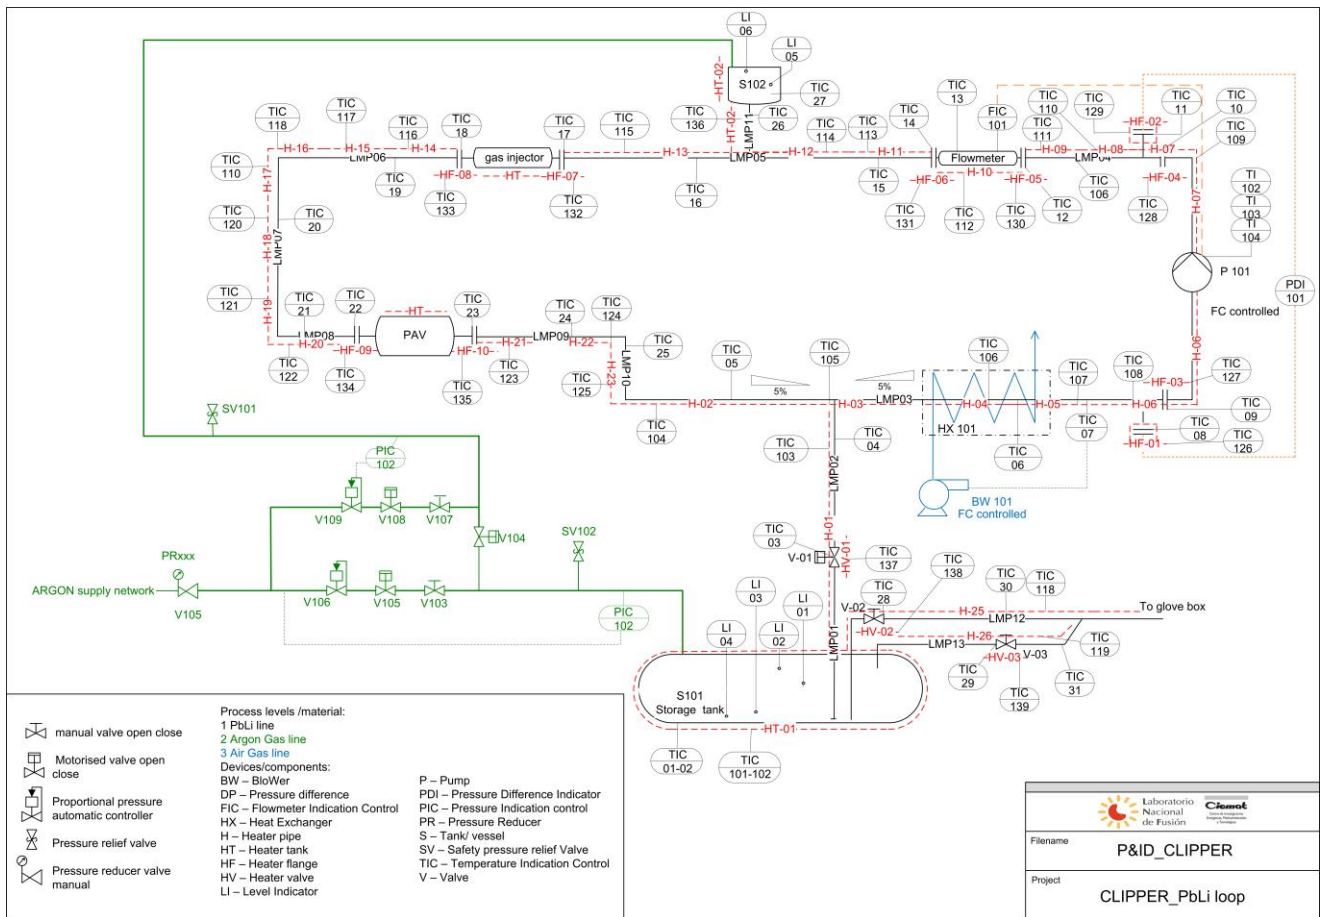 LI
06
LI
05
S102
HT-02
HT-02
TIC
27
TIC
26
TIC
136
LMP11
TIC
118
TIC
117
TIC
116
TIC
18
TIC
17
TIC
115
TIC
114
TIC
113
TIC
14
TIC
13
FIC
101
TIC
110
TIC
111
TIC
129
TIC
11
TIC
10
TIC
109
HF-02
H-16
H-15
H-14
LMP06
gas injector
H-13
LMP05
H-12
H-11
Flowmeter
H-10
H-09
H-08
LMP04
H-07
TIC
110
H-17
TIC
19
HF-08
HT
HF-07
TIC
133
TIC
132
TIC
16
TIC
15
HF-06
HF-05
TIC
131
TIC
112
TIC
130
TIC
12
TIC
106
HF-04
TIC
128
H-07
TI
102
TI
103
TI
104
TIC
120
TIC
20
H-18
LMP07
P 101
FC controlled
PDI
101
TIC
121
H-19
TIC
21
TIC
22
HT
PAV
TIC
23
TIC
24
TIC
124
LMP08
H-20
HF-09
HF-10
H-21
LMP09
H-22
TIC
122
TIC
134
TIC
135
TIC
123
TIC
125
H-23
LMP10
TIC
25
TIC
05
TIC
105
5%
5%
TIC
106
TIC
107
TIC
108
HF-03
TIC
127
H-06
H-02
H-03
LMP03
H-04
H-05
H-06
TIC
09
TIC
104
HX 101
TIC
06
TIC
07
TIC
08
HF-01
TIC
126
TIC
103
TIC
04
LMP02
BW 101
FC controlled
SV101
PIC
102
V109
V108
V107
V104
SV102
H-01
TIC
03
V-01
HV-01
TIC
137
PRxxx
ARGON supply network
V105
V106
V105
V103
PIC
102
TIC
138
TIC
28
TIC
30
TIC
118
To glove box
V-02
H-25
LMP12
HV-02
H-26
LMP13
HV-03
V-03
TIC
119
TIC
29
TIC
139
TIC
31
LI
03
LI
01
LI
02
LI
04
LMP01
S101
Storage tank
HT-01
TIC
01-02
TIC
101-102
manual valve open close
Motorised valve open
close
Proportional pressure
automatic controller
Pressure relief valve
Pressure reducer valve
manual
Process levels /material:
1 PbLi line
2 Argon Gas line
3 Air Gas line
Devices/components:
BW – BloWer
DP – Pressure difference
FIC – Flowmeter Indication Control
HX – Heat Exchanger
H – Heater pipe
HT – Heater tank
HF – Heater flange
HV – Heater valve
LI – Level Indicator
P – Pump
PDI – Pressure Difference Indicator
PIC – Pressure Indication control
PR – Pressure Reducer
S – Tank/ vessel
SV – Safety pressure relief Valve
TIC – Temperature Indication Control
V – Valve
Laboratorio
Nacional
de Fusión
Ciemat
Filename
P&ID_CLIPPER
Project
CLIPPER_PbLi loop